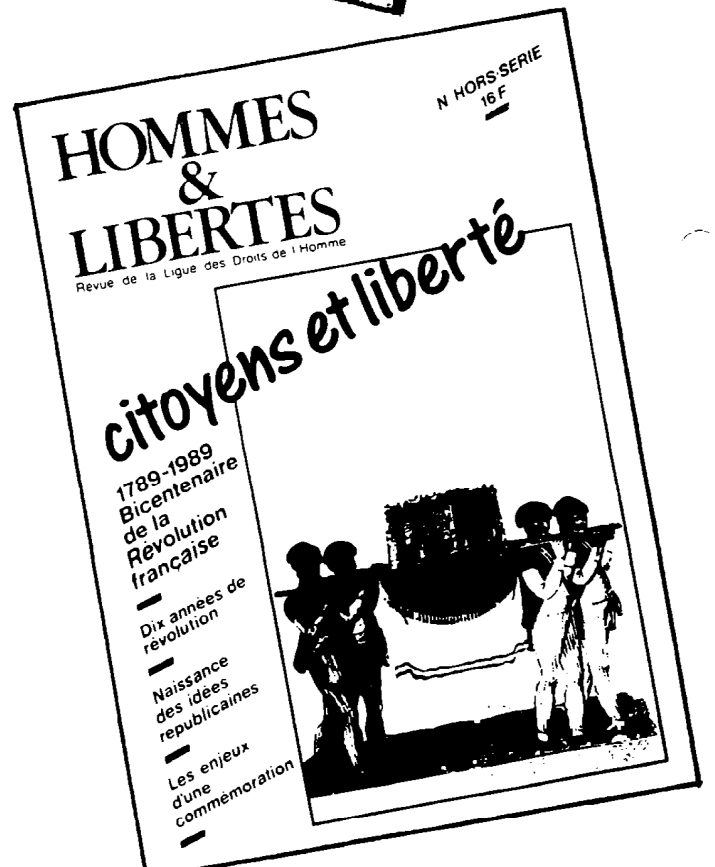 HOMMES
&
LIBERTES
Revue de la Ligue des Droits de l Homme
N HORS-SERIE
16 F
citoyens et liberté
1789-1989
Bicentenaire
de la
Révolution
française
Dix années de
révolution
Naissance
des idées
republicaines
Les enjeux
d'une
commémoration